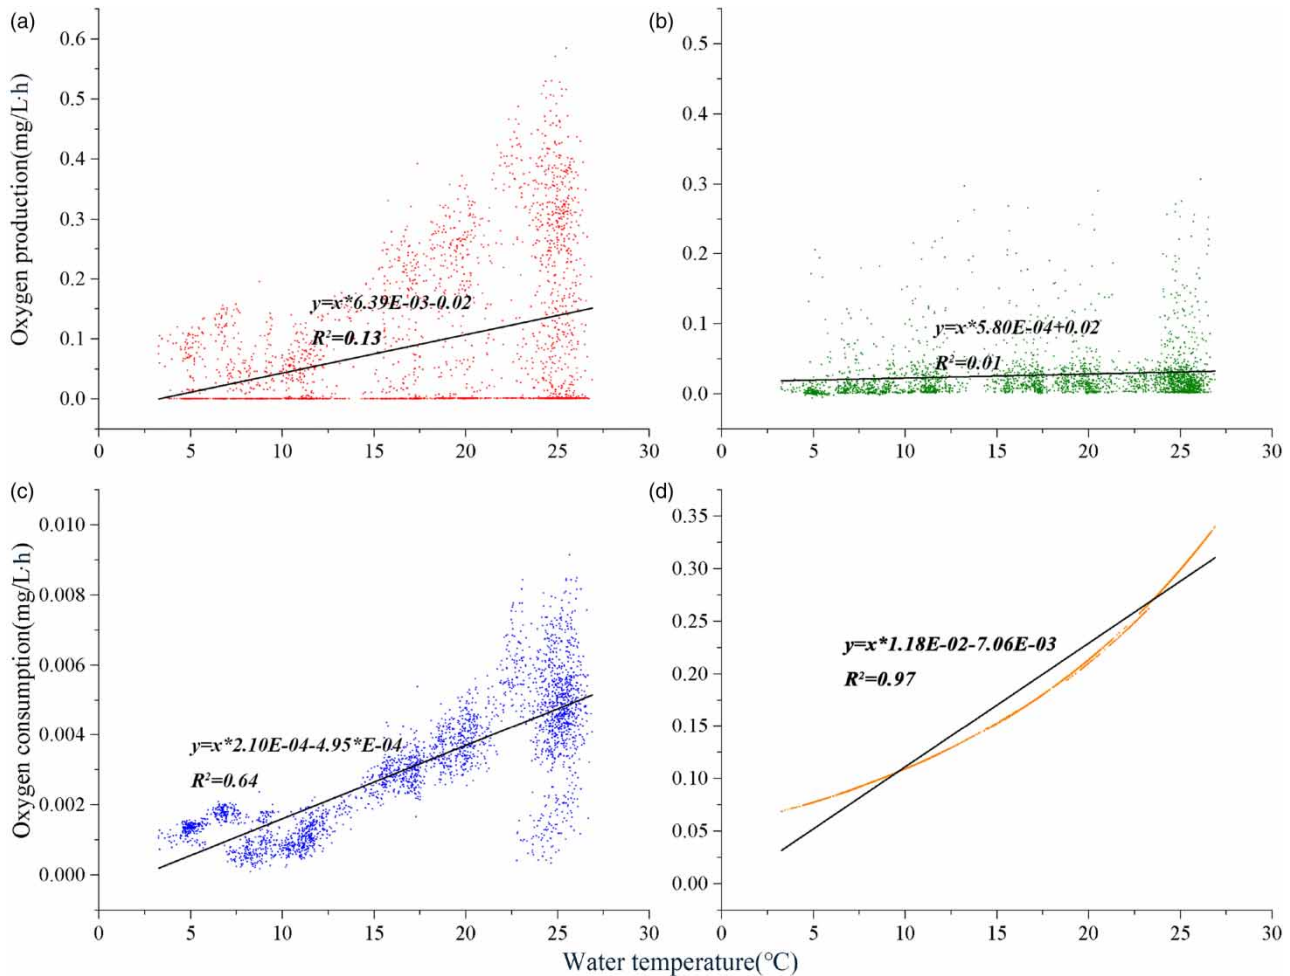 (a)
Oxygen production(mg/L·h)
0.6
0.5
0.4
0.3
0.2
0.1
0.0
y=x*6.39E-03-0.02
R²=0.13
0 5 10 15 20 25 30
(b)
0.5
0.4
0.3
0.2
0.1
0.0
y=x*5.80E-04+0.02
R²=0.01
0 5 10 15 20 25 30
(c)
Oxygen consumption(mg/L·h)
0.010
0.008
0.006
0.004
0.002
0.000
y=x*2.10E-04-4.95*E-04
R²=0.64
0 5 10 15 20 25 30
(d)
0.35
0.30
0.25
0.20
0.15
0.10
0.05
0.00
y=x*1.18E-02-7.06E-03
R²=0.97
0 5 10 15 20 25 30
Water temperature(℃)